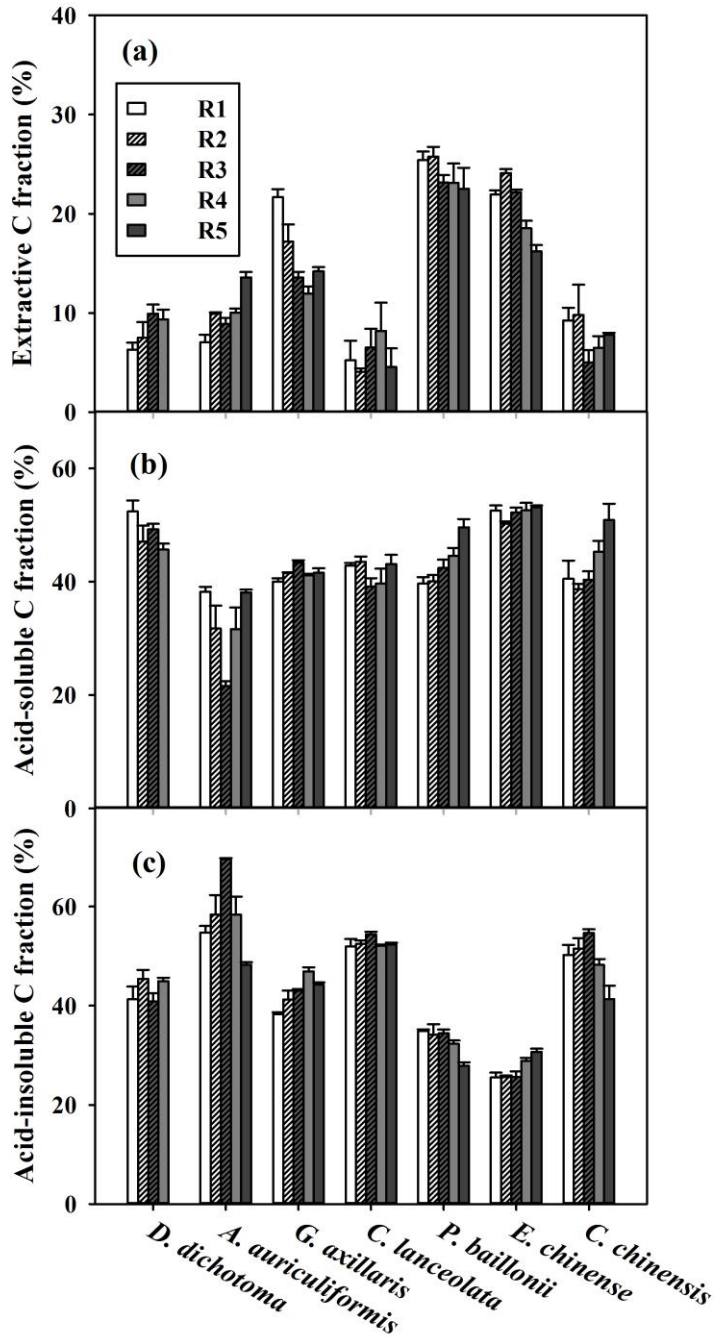 Extractive C fraction (%)
40
30
20
10
0
(a)
R1
R2
R3
R4
R5
Acid-soluble C fraction (%)
60
40
20
0
(b)
Acid-insoluble C fraction (%)
60
40
20
0
(c)
D. dichotoma
A. auriculiformis
G. axillaris
C. lanceolata
P. baillonii
E. chinense
C. chinensis